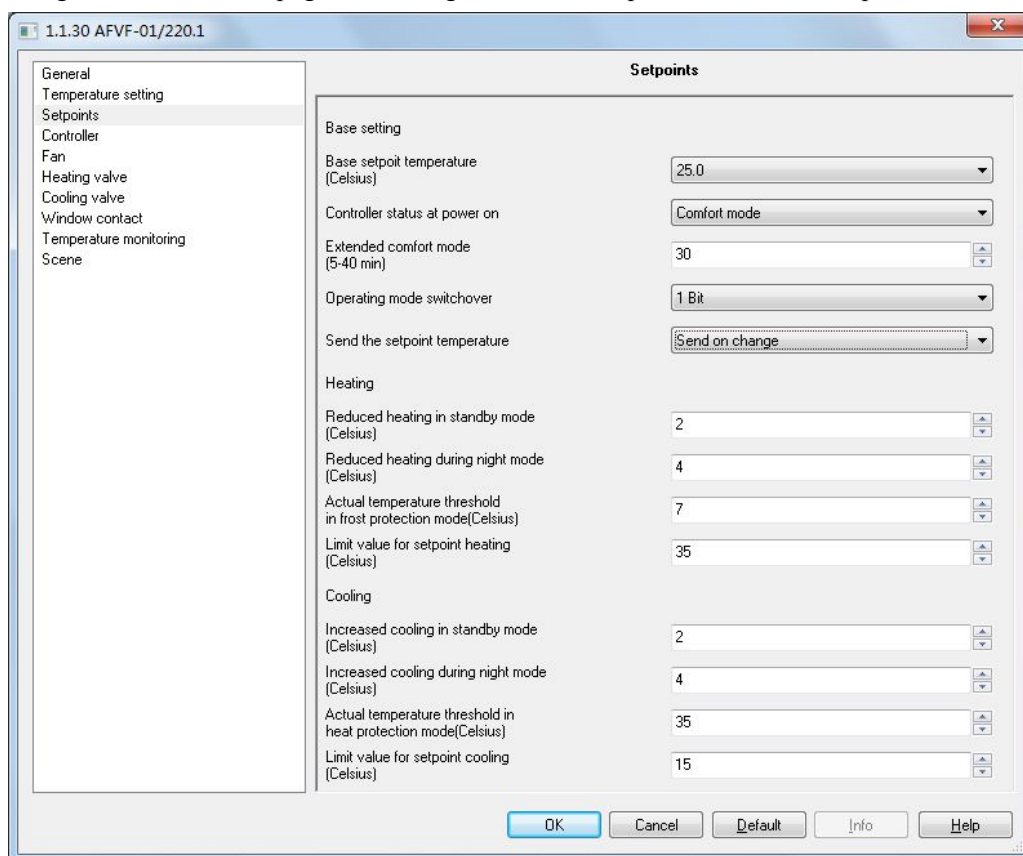 1.1.30 AFVF-01/220.1
General
Temperature setting
Setpoints
Controller
Fan
Heating valve
Cooling valve
Window contact
Temperature monitoring
Scene
Setpoints
Base setting
Base setpoit temperature
(Celsius)
25.0
Controller status at power on
Comfort mode
Extended comfort mode
(5-40 min)
30
Operating mode switchover
1 Bit
Send the setpoint temperature
Send on change
Heating
Reduced heating in standby mode
(Celsius)
2
Reduced heating during night mode
(Celsius)
4
Actual temperature threshold
in frost protection mode(Celsius)
7
Limit value for setpoint heating
(Celsius)
35
Cooling
Increased cooling in standby mode
(Celsius)
2
Increased cooling during night mode
(Celsius)
4
Actual temperature threshold in
heat protection mode(Celsius)
35
Limit value for setpoint cooling
(Celsius)
15
OK Cancel Default Info Help